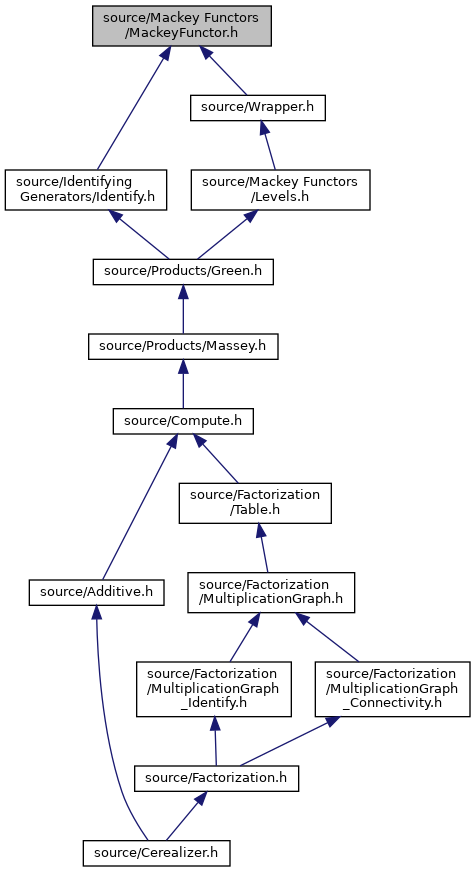 source/Mackey Functors
/MackeyFunctor.h
source/Wrapper.h
source/Identifying
Generators/Identify.h
source/Mackey Functors
/Levels.h
source/Products/Green.h
source/Products/Massey.h
source/Compute.h
source/Factorization
/Table.h
source/Additive.h
source/Factorization
/MultiplicationGraph.h
source/Factorization
/MultiplicationGraph
_Identify.h
source/Factorization
/MultiplicationGraph
_Connectivity.h
source/Factorization.h
source/Cerealizer.h